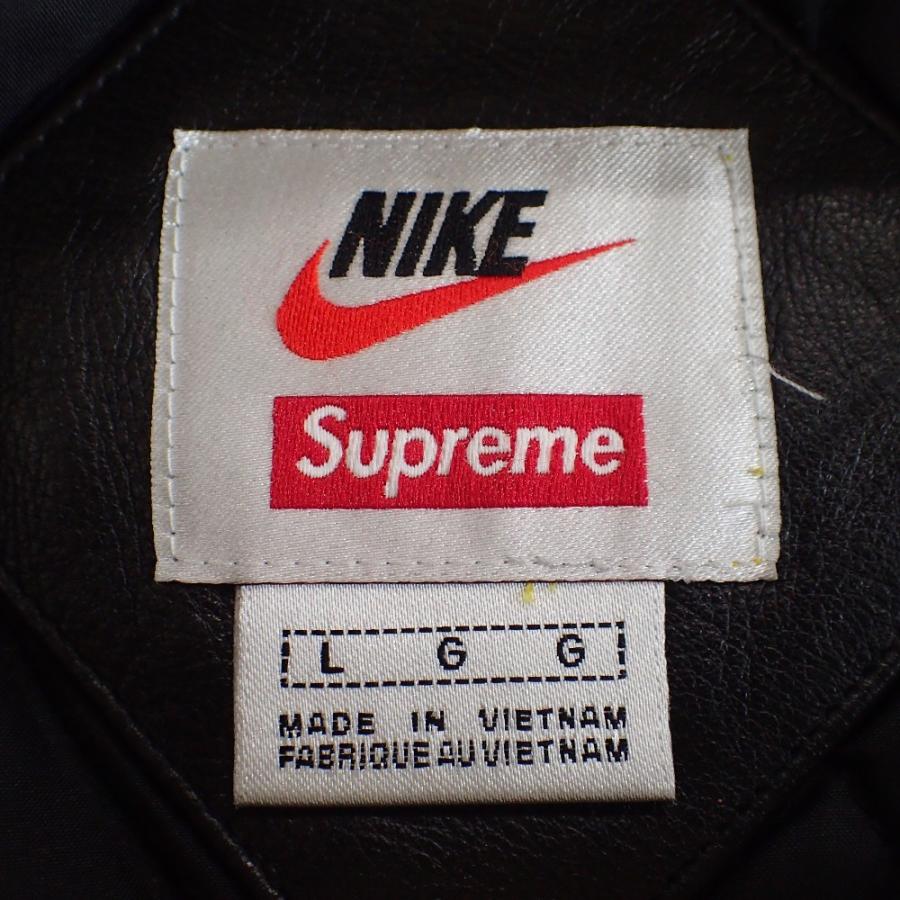 NIKE
Supreme
L G G
MADE IN VIETNAM
FABRIQUE AU VIETNAM